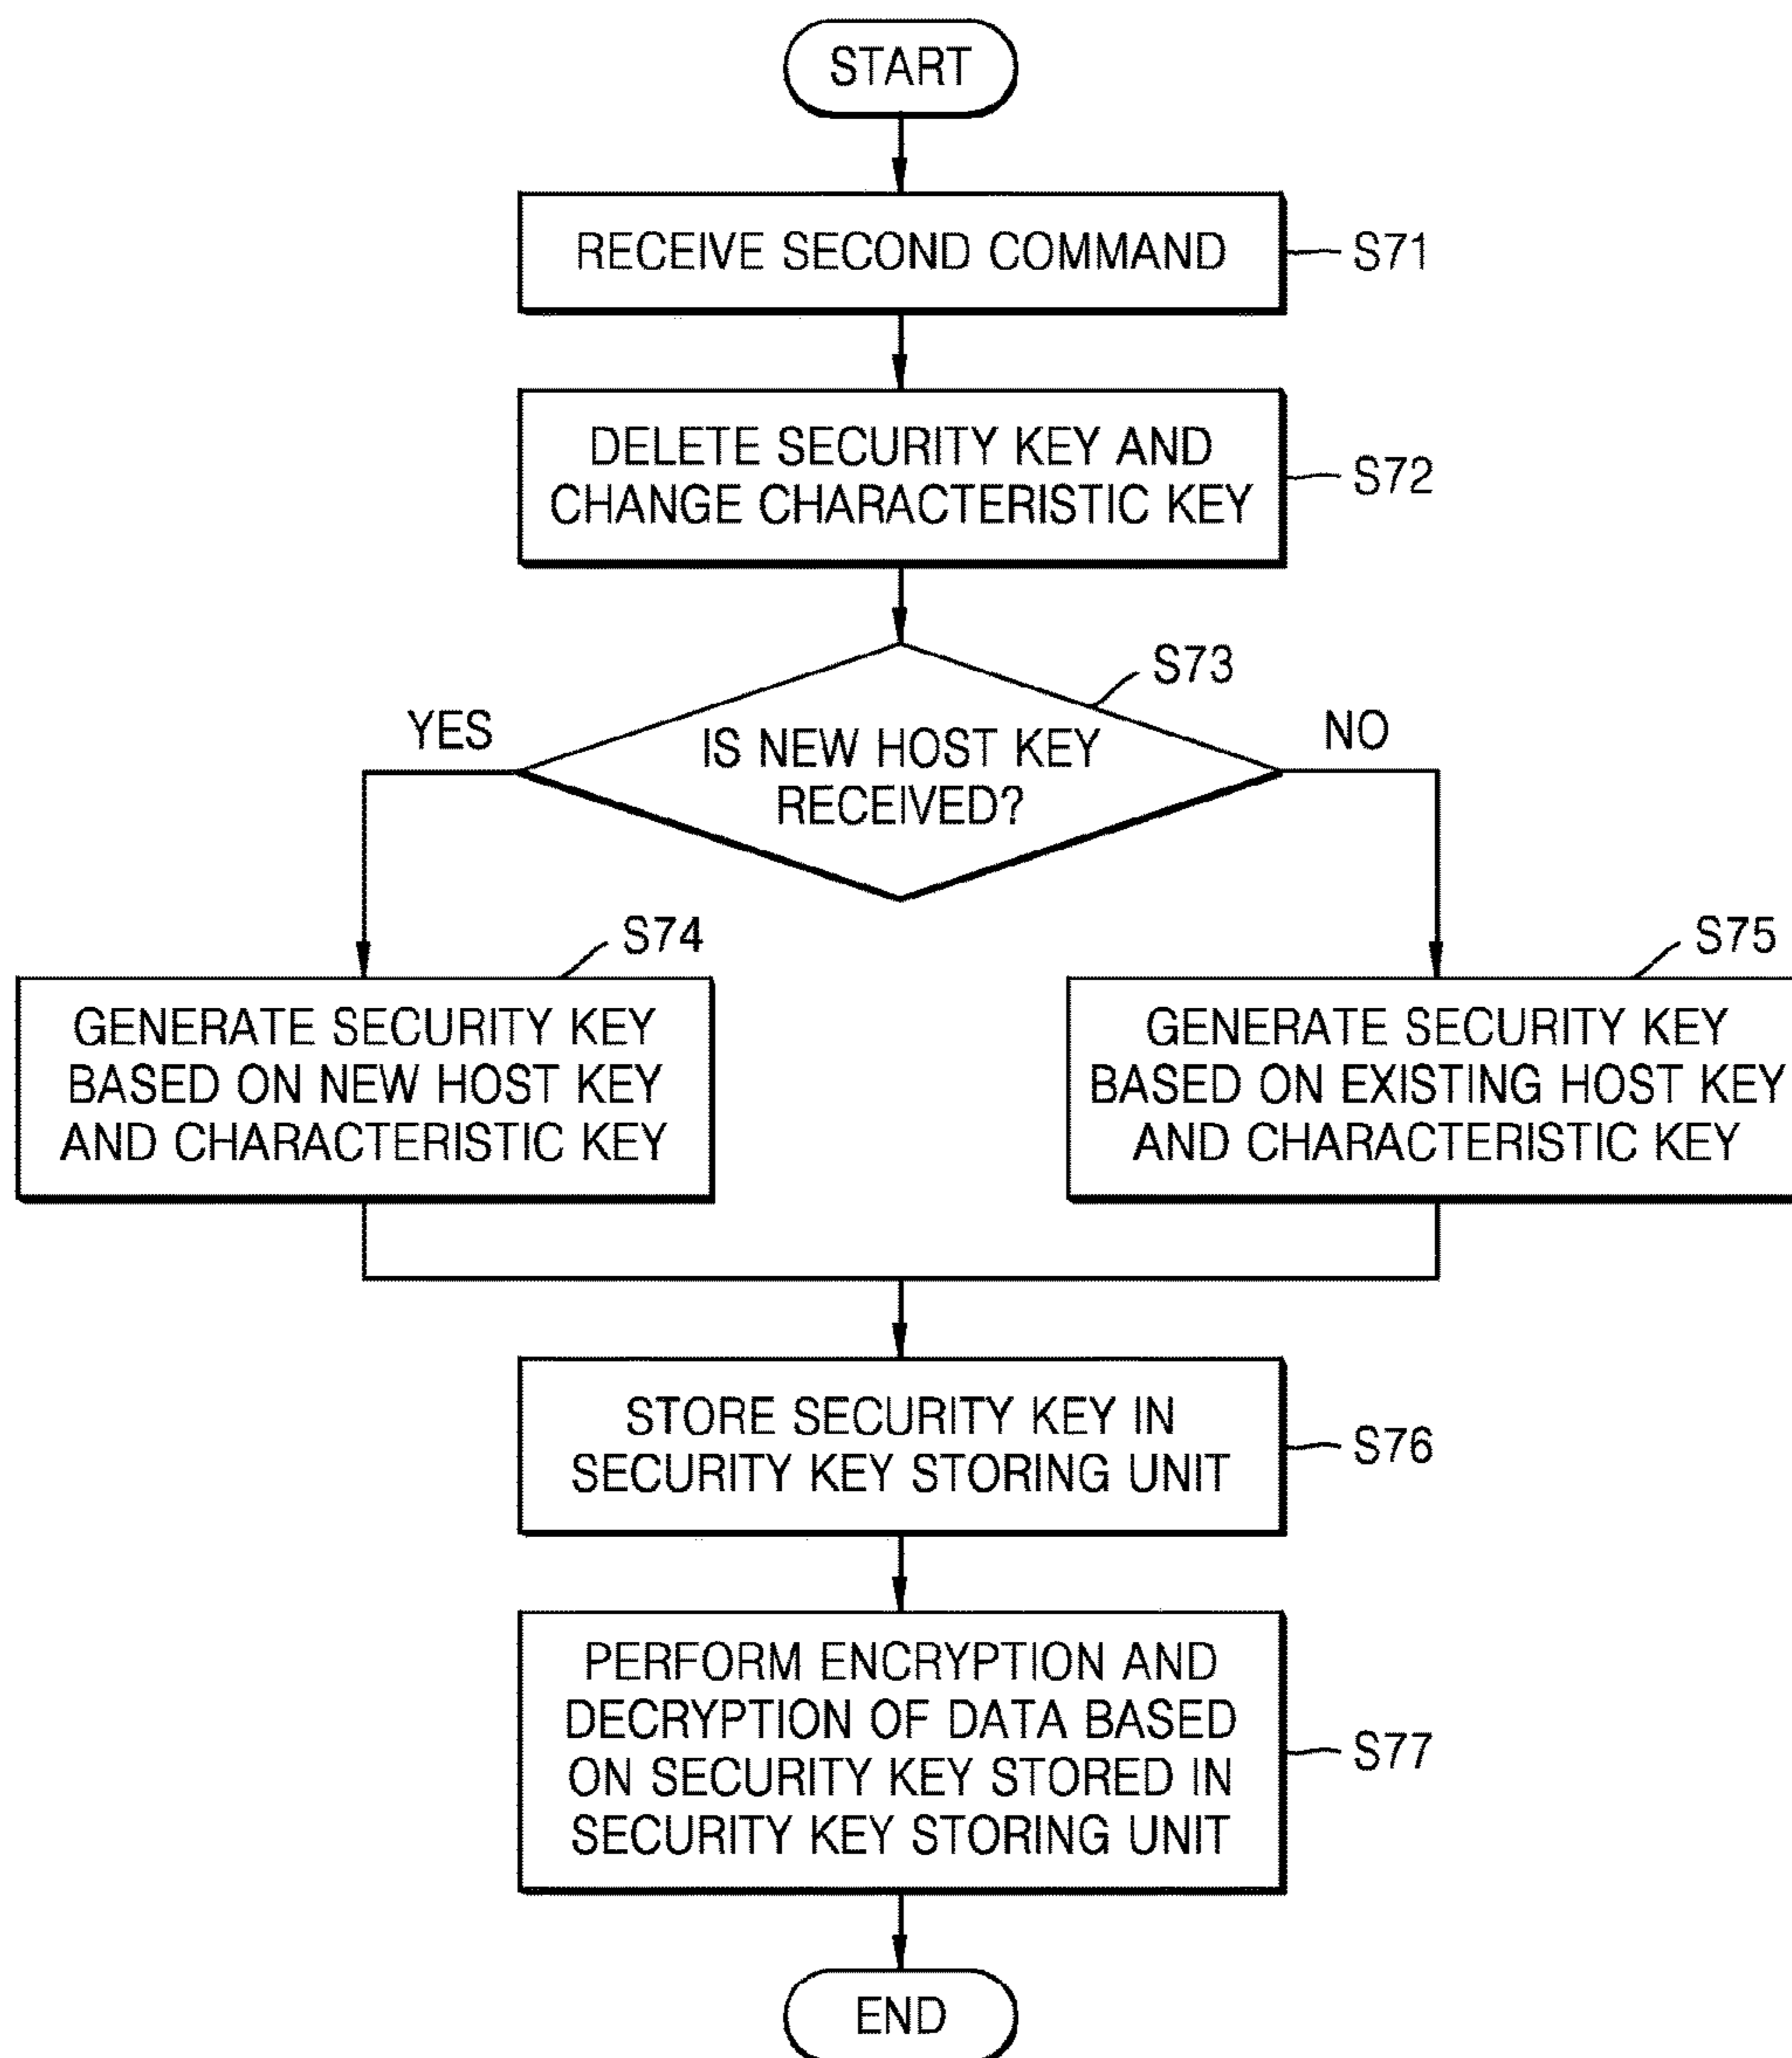 START
RECEIVE SECOND COMMAND
S71
DELETE SECURITY KEY AND
CHANGE CHARACTERISTIC KEY
S72
S73
YES
IS NEW HOST KEY
RECEIVED?
NO
S74
GENERATE SECURITY KEY
BASED ON NEW HOST KEY
AND CHARACTERISTIC KEY
S75
GENERATE SECURITY KEY
BASED ON EXISTING HOST KEY
AND CHARACTERISTIC KEY
STORE SECURITY KEY IN
SECURITY KEY STORING UNIT
S76
PERFORM ENCRYPTION AND
DECRYPTION OF DATA BASED
ON SECURITY KEY STORED IN
SECURITY KEY STORING UNIT
S77
END